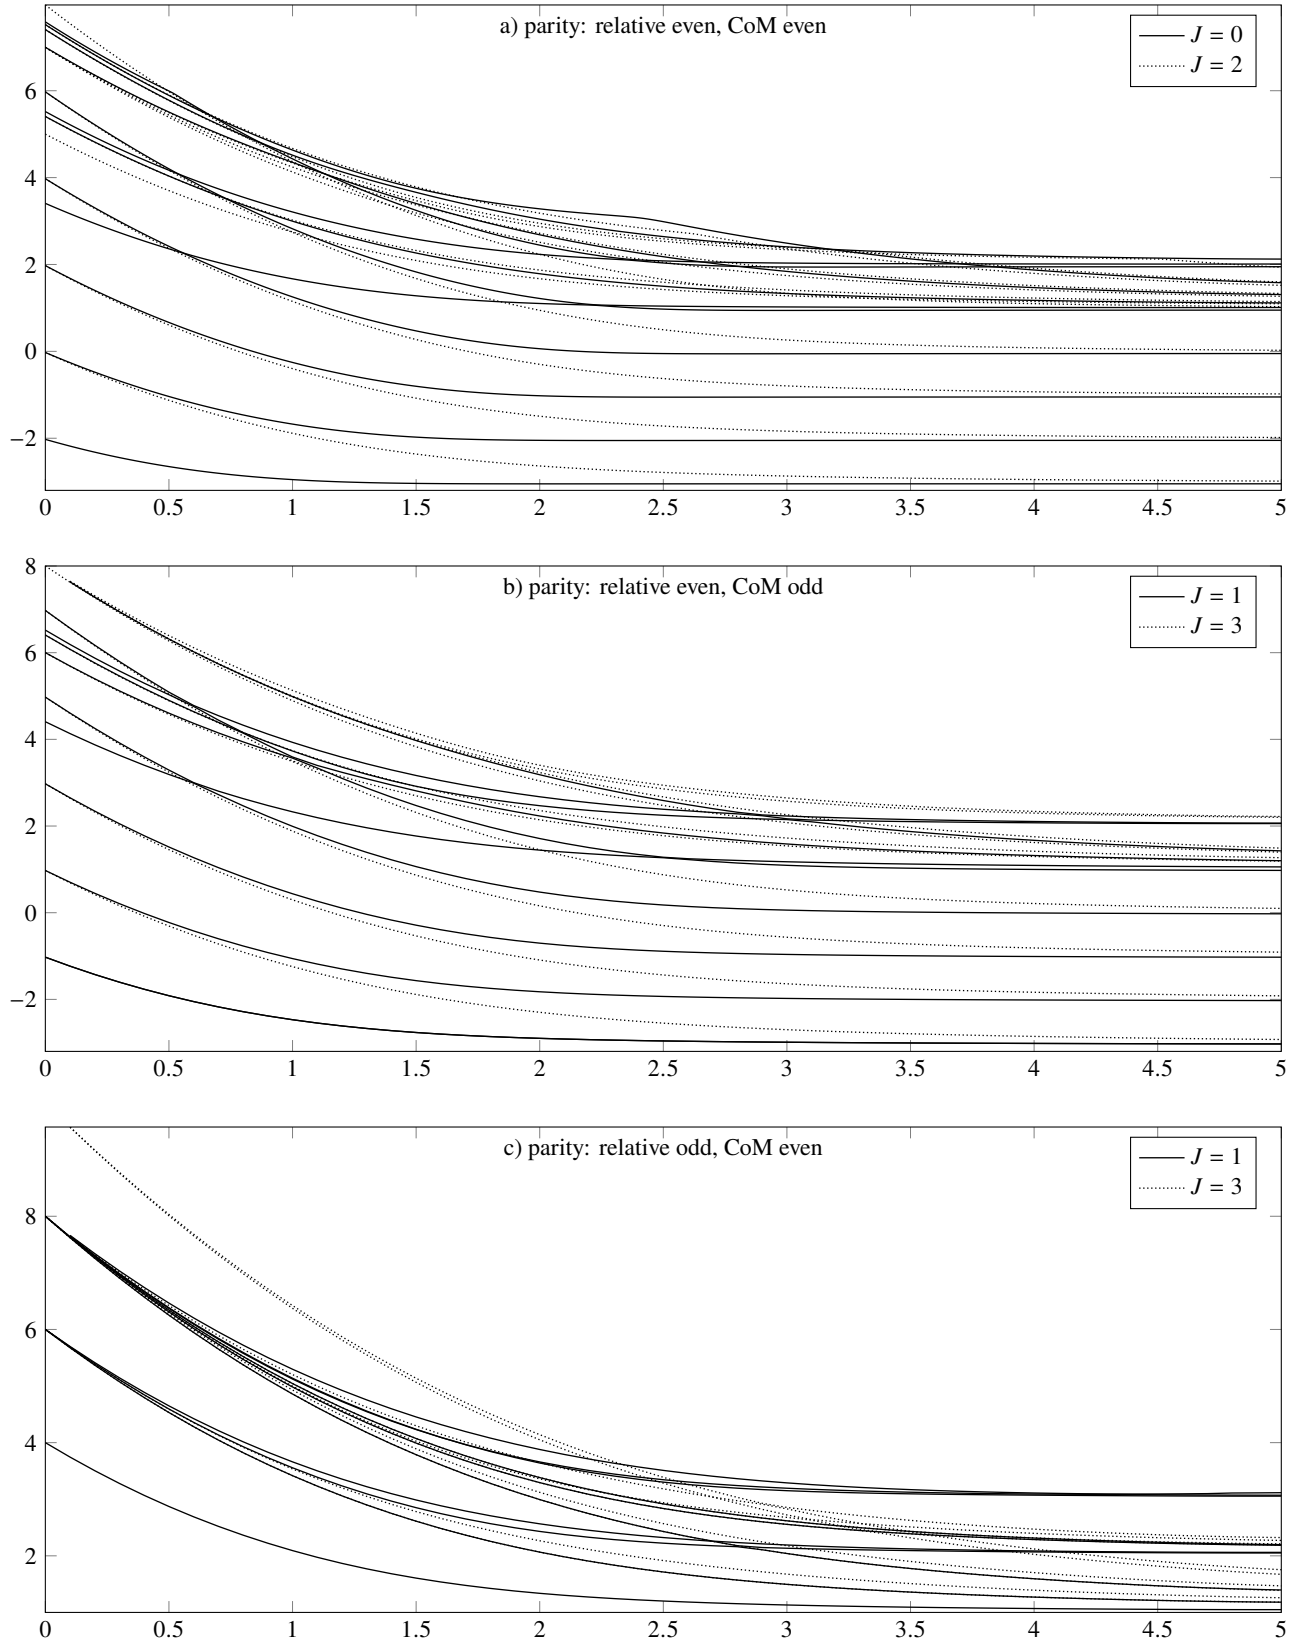 a) parity: relative even, CoM even
J = 0
J = 2
6
4
2
0
−2
0 0.5 1 1.5 2 2.5 3 3.5 4 4.5 5
b) parity: relative even, CoM odd
J = 1
J = 3
8
6
4
2
0
−2
0 0.5 1 1.5 2 2.5 3 3.5 4 4.5 5
c) parity: relative odd, CoM even
J = 1
J = 3
8
6
4
2
0 0.5 1 1.5 2 2.5 3 3.5 4 4.5 5